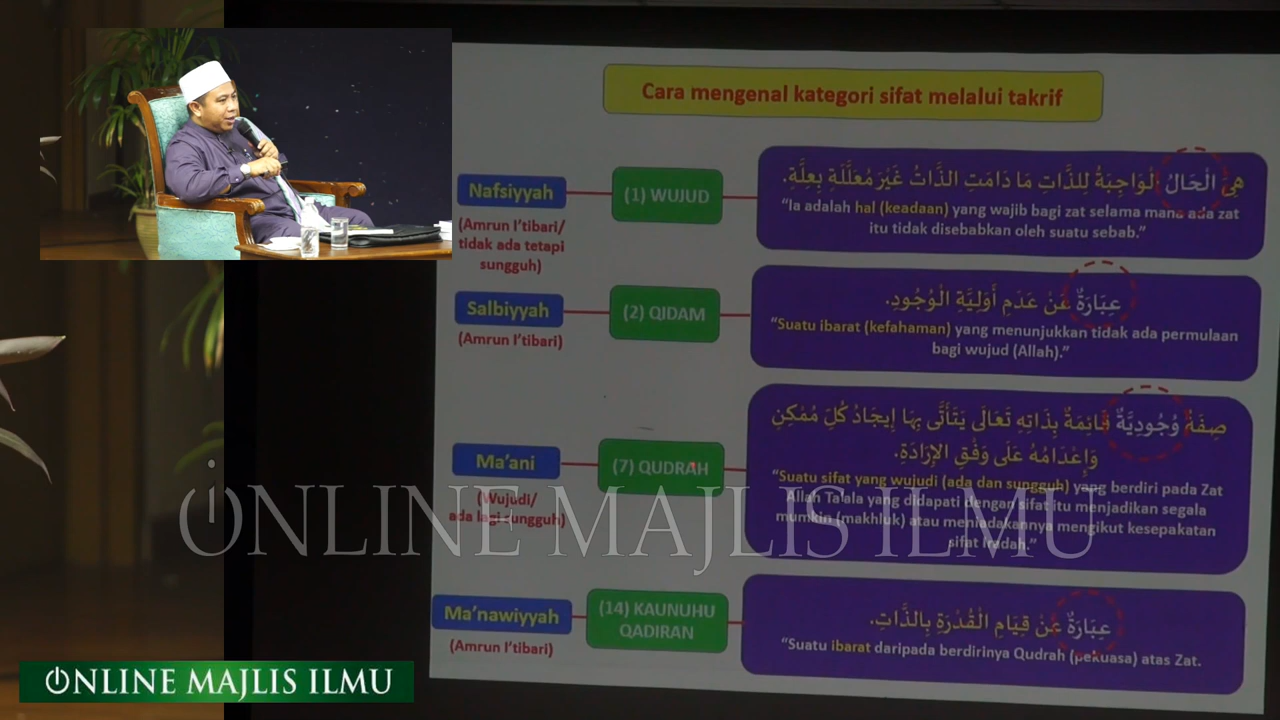 Cara mengenal kategori sifat melalui takrif
Nafsiyyah
(Amrun I'tibari/
tidak ada tetapi
sungguh)
(1) WUJUD
هِيَ الْحَالُ الْوَاجِبَةُ لِلذَّاتِ مَا دَامَتِ الذَّاتُ غَيْرَ مُعَلَّلَةٍ بِعِلَّةٍ.
"Ia adalah hal (keadaan) yang wajib bagi zat selama mana ada zat
itu tidak disebabkan oleh suatu sebab."
Salbiyyah
(Amrun I'tibari)
(2) QIDAM
عِبَارَةٌ عَنْ عَدَمِ أَوَّلِيَّةِ الْوُجُودِ.
"Suatu ibarat (kefahaman) yang menunjukkan tidak ada permulaan
bagi wujud (Allah)."
Ma'ani
(Wujudi/
ada lagi sungguh)
(7) QUDRAH
صِفَةٌ وُجُودِيَّةٌ قَائِمَةٌ بِذَاتِهِ تَعَالَى يَتَأَتَّى بِهَا إِيجَادُ كُلِّ مُمْكِنٍ
وَإِعْدَامُهُ عَلَى وَفْقِ الإِرَادَةِ.
"Suatu sifat yang wujudi (ada dan sungguh) yang berdiri pada Zat
Allah Ta'ala yang didapati dengan sifat itu menjadikan segala
mumkin (makhluk) atau meniadakannya mengikut kesepakatan
sifat iradah."
Ma'nawiyyah
(Amrun I'tibari)
(14) KAUNUHU
QADIRAN
عِبَارَةٌ عَنْ قِيَامِ الْقُدْرَةِ بِالذَّاتِ.
"Suatu ibarat daripada berdirinya Qudrah (pekuasa) atas Zat.
ONLINE MAJLIS ILMU
ONLINE MAJLIS ILMU